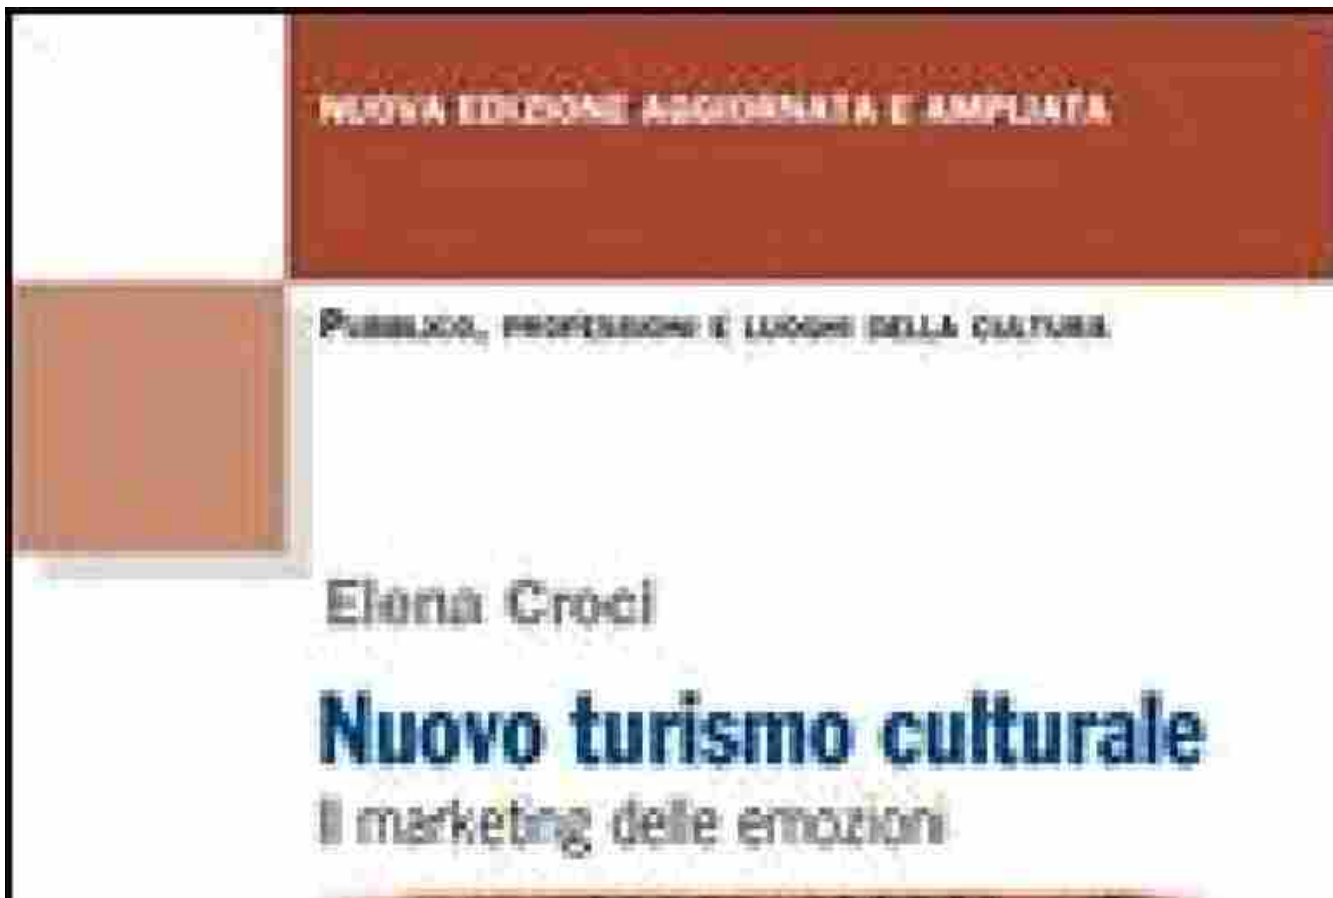 NUOVA EDIZIONE AGGIORNATA E AMPLIATA
PUBBLICO, PROFESSIONI E LUOGHI DELLA CULTURA
Elena Croci
Nuovo turismo culturale
Il marketing delle emozioni